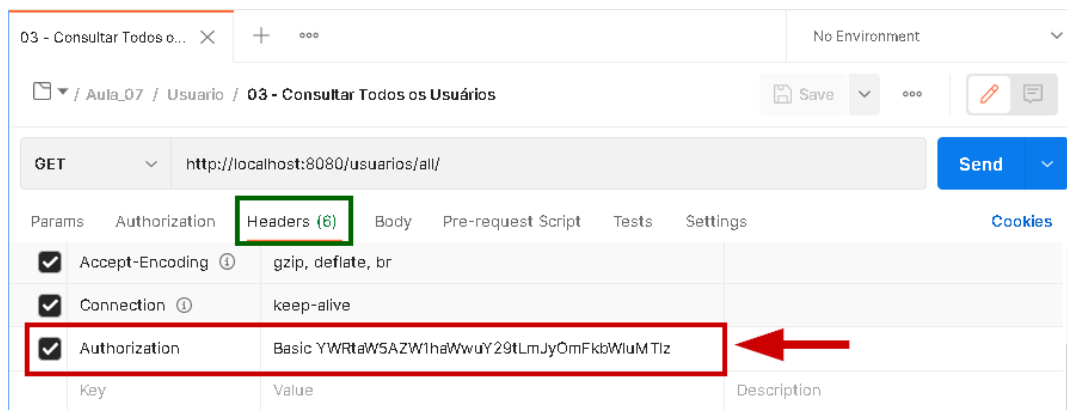 03 - Consultar Todos o...
No Environment
/ Aula_07 / Usuario / 03 - Consultar Todos os Usuários
Save
GET http://localhost:8080/usuarios/all/ Send
Params Authorization Headers (6) Body Pre-request Script Tests Settings Cookies
Accept-Encoding gzip, deflate, br
Connection keep-alive
Authorization Basic YWRtaW5AZW1haWwuY29tLmJyOmFkbWluMTIz
Key Value Description